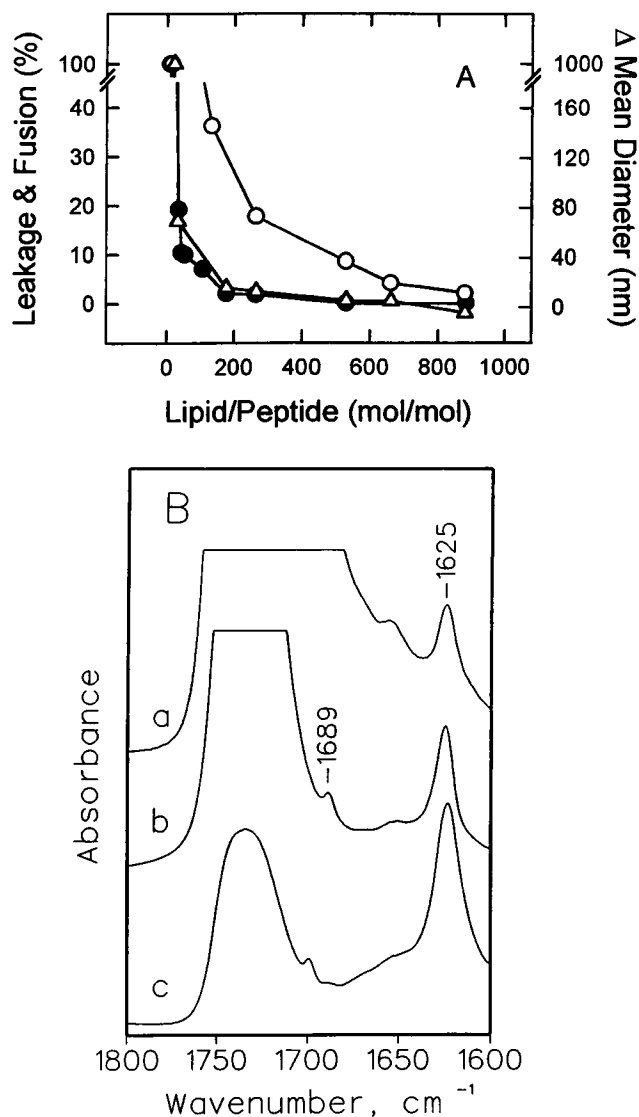 A
Leakage & Fusion (%)
100
40
30
20
10
0
Δ Mean Diameter (nm)
1000
160
120
80
40
0
0 200 400 600 800 1000
Lipid/Peptide (mol/mol)
B
Absorbance
a
b
c
-1689
-1625
1800 1750 1700 1650 1600
Wavenumber, cm -1